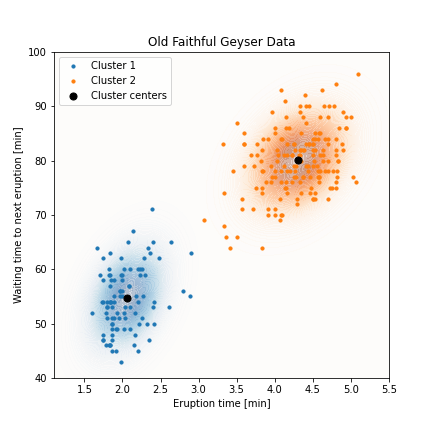 Old Faithful Geyser Data
Cluster 1
Cluster 2
Cluster centers
Waiting time to next eruption [min]
100
90
80
70
60
50
40
1.5 2.0 2.5 3.0 3.5 4.0 4.5 5.0 5.5
Eruption time [min]